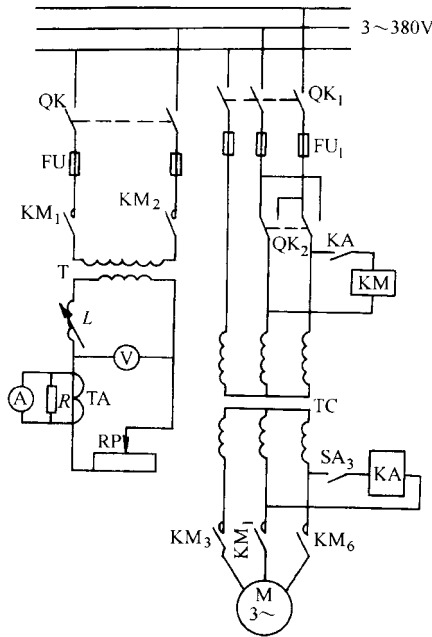 3～380V
QK
QK₁
FU
FU₁
KM₁
KM₂
QK₂
KA
KM
T
L
V
A
R
TA
TC
RP
SA₃
KA
KM₃
KM₁
KM₆
M
3～